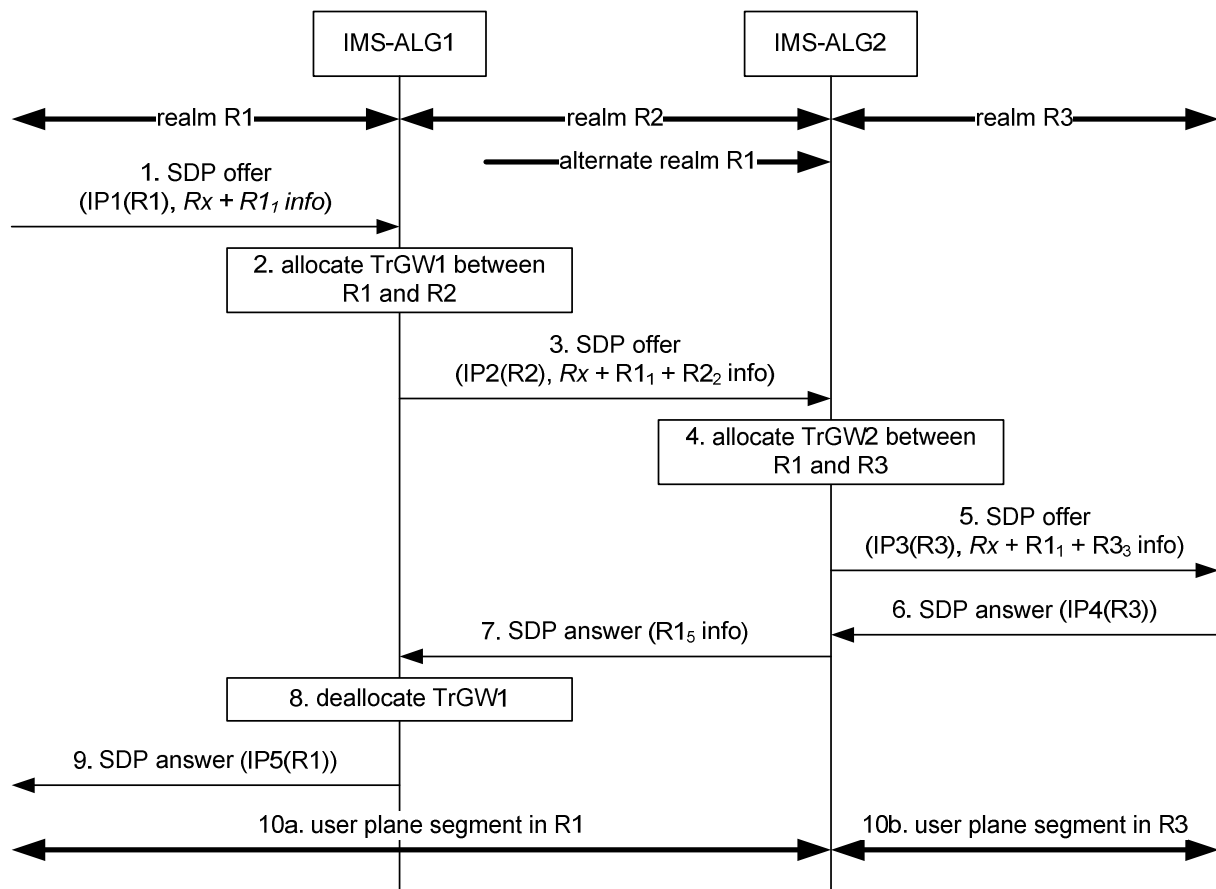 IMS-ALG1
IMS-ALG2
realm R1
realm R2
realm R3
alternate realm R1
1. SDP offer
(IP1(R1), Rx + R1₁ info)
2. allocate TrGW1 between
R1 and R2
3. SDP offer
(IP2(R2), Rx + R1₁ + R2₂ info)
4. allocate TrGW2 between
R1 and R3
5. SDP offer
(IP3(R3), Rx + R1₁ + R3₃ info)
6. SDP answer (IP4(R3))
7. SDP answer (R1₅ info)
8. deallocate TrGW1
9. SDP answer (IP5(R1))
10a. user plane segment in R1
10b. user plane segment in R3